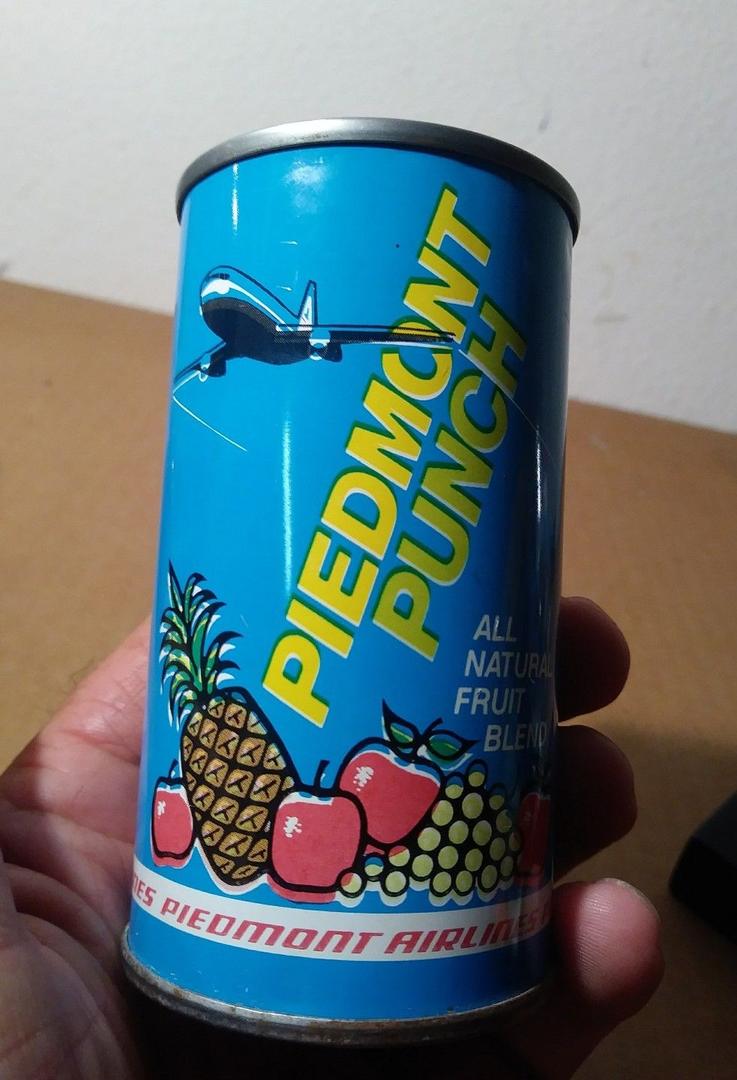 PIEDMONT
PUNCH
ALL
NATURAL
FRUIT
BLEND
PIEDMONT AIRLINES